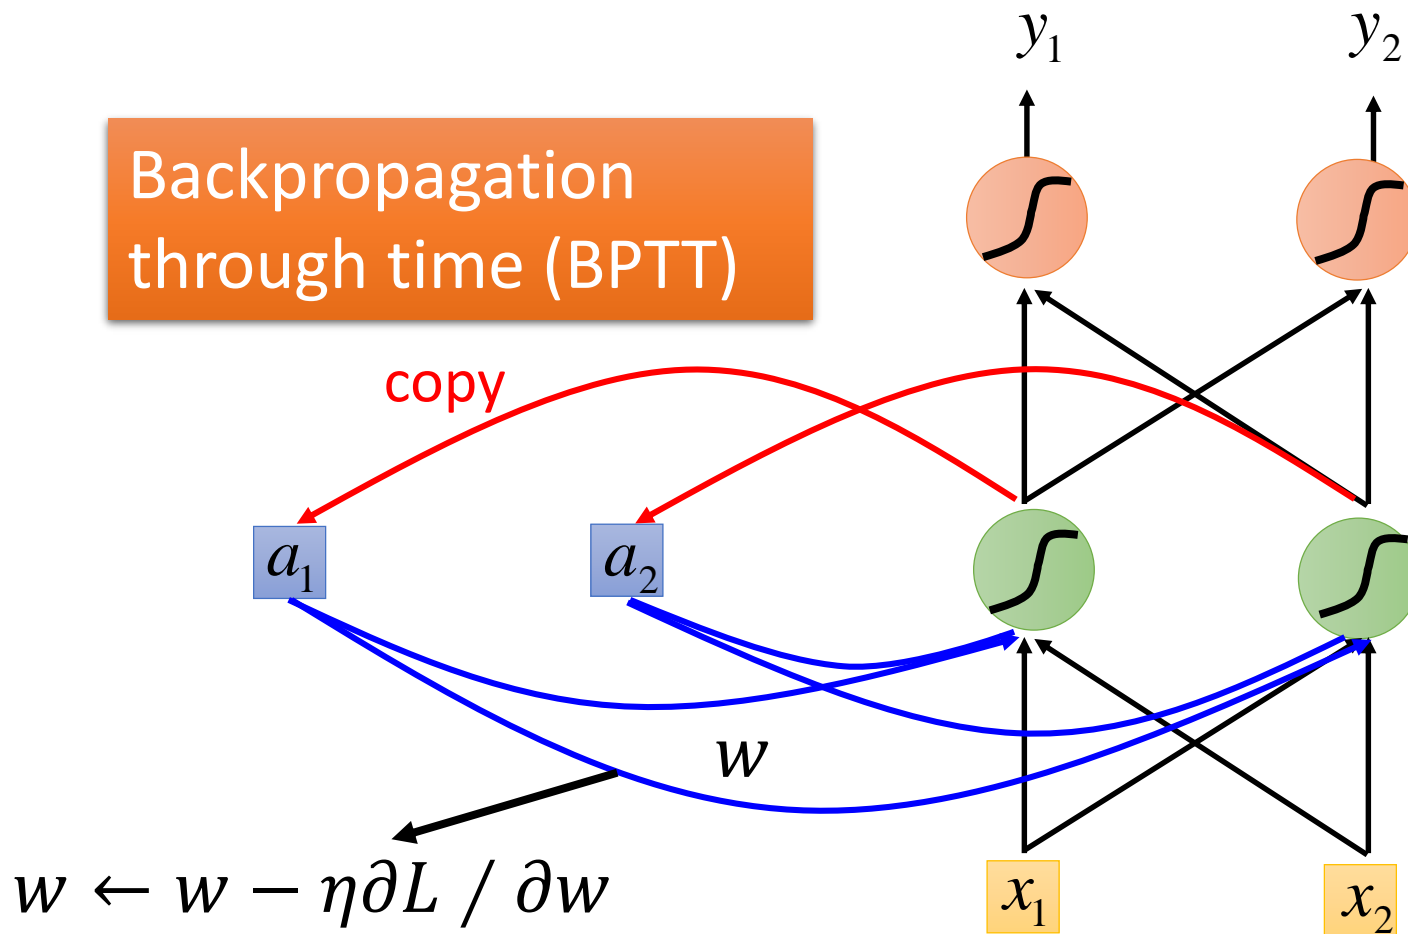 y₁ y₂
Backpropagation
through time (BPTT)
copy
a₁ a₂
w
w ← w − η∂L / ∂w
x₁ x₂